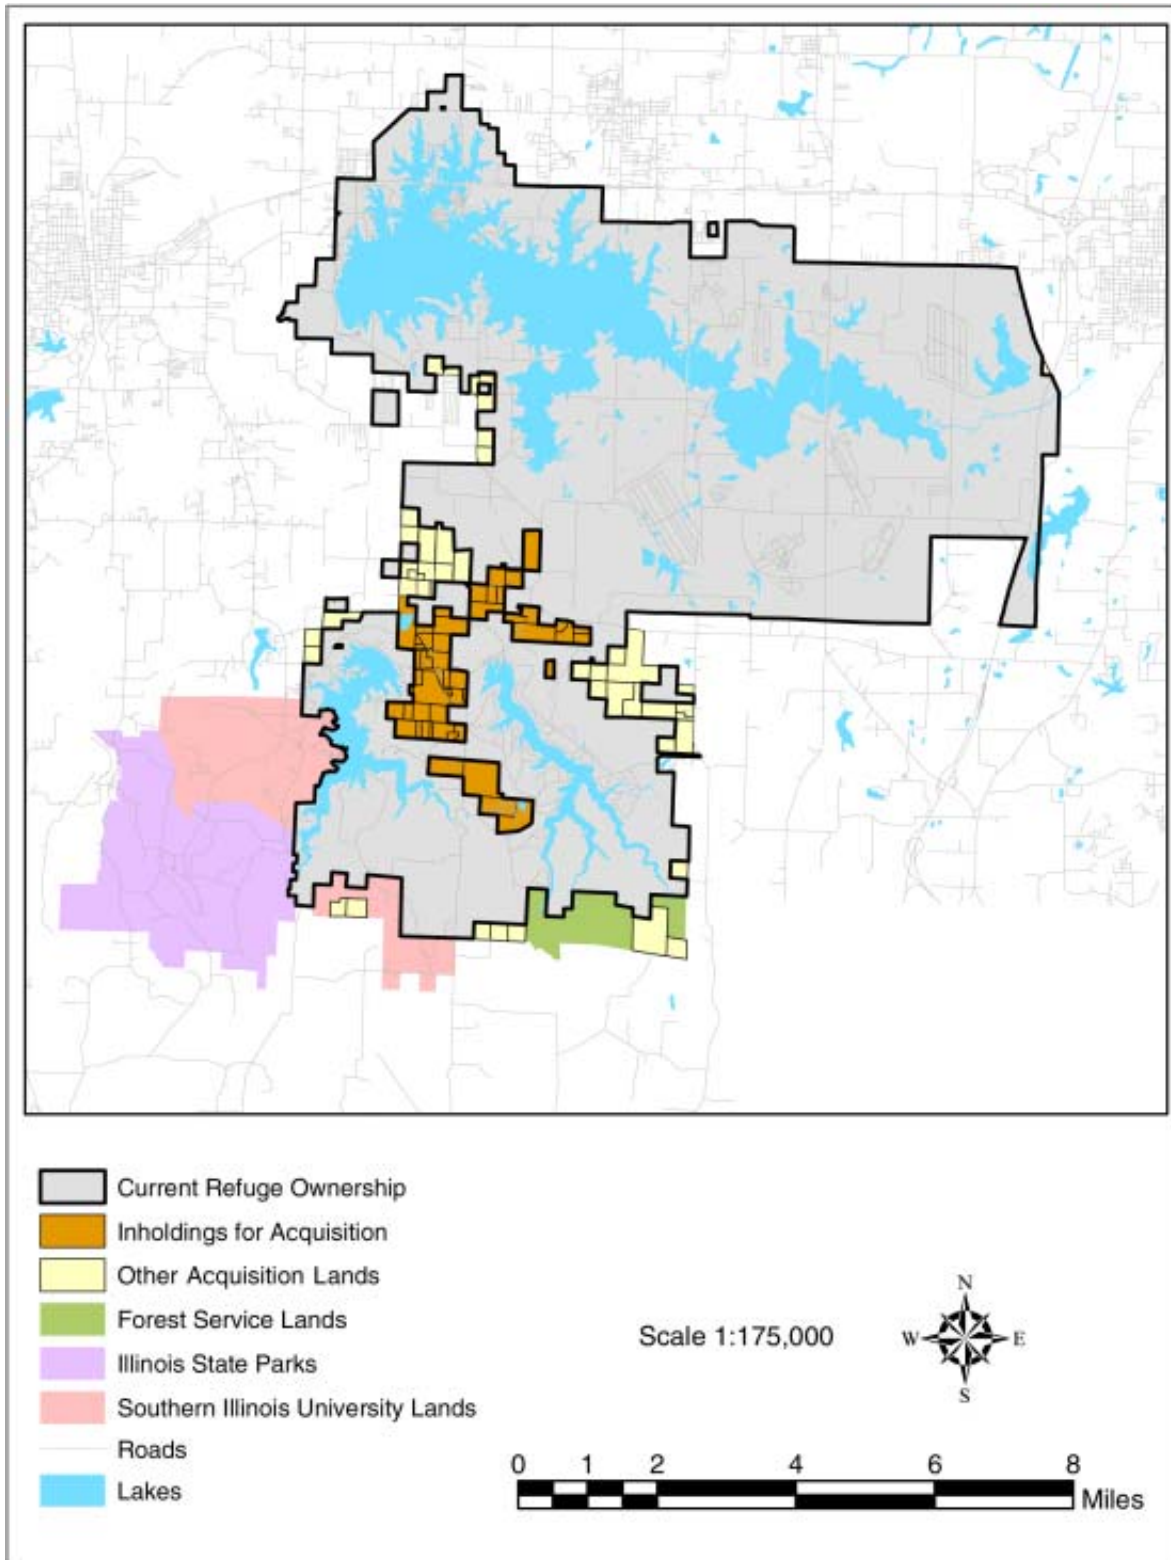 Current Refuge Ownership
Inholdings for Acquisition
Other Acquisition Lands
Forest Service Lands
Illinois State Parks
Southern Illinois University Lands
Roads
Lakes
Scale 1:175,000
N
W E
S
0 1 2 4 6 8
Miles